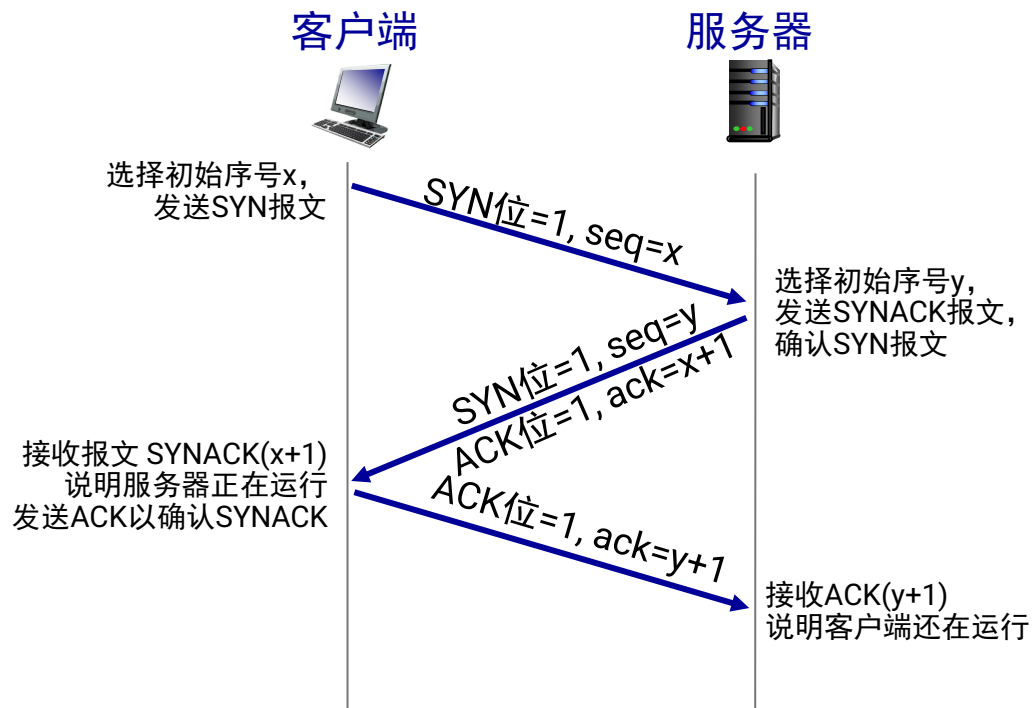 客户端
服务器
选择初始序号x，
发送SYN报文
SYN位=1, seq=x
选择初始序号y，
发送SYNACK报文，
确认SYN报文
SYN位=1, seq=y
ACK位=1, ack=x+1
接收报文 SYNACK(x+1)
说明服务器正在运行
发送ACK以确认SYNACK
ACK位=1, ack=y+1
接收ACK(y+1)
说明客户端还在运行